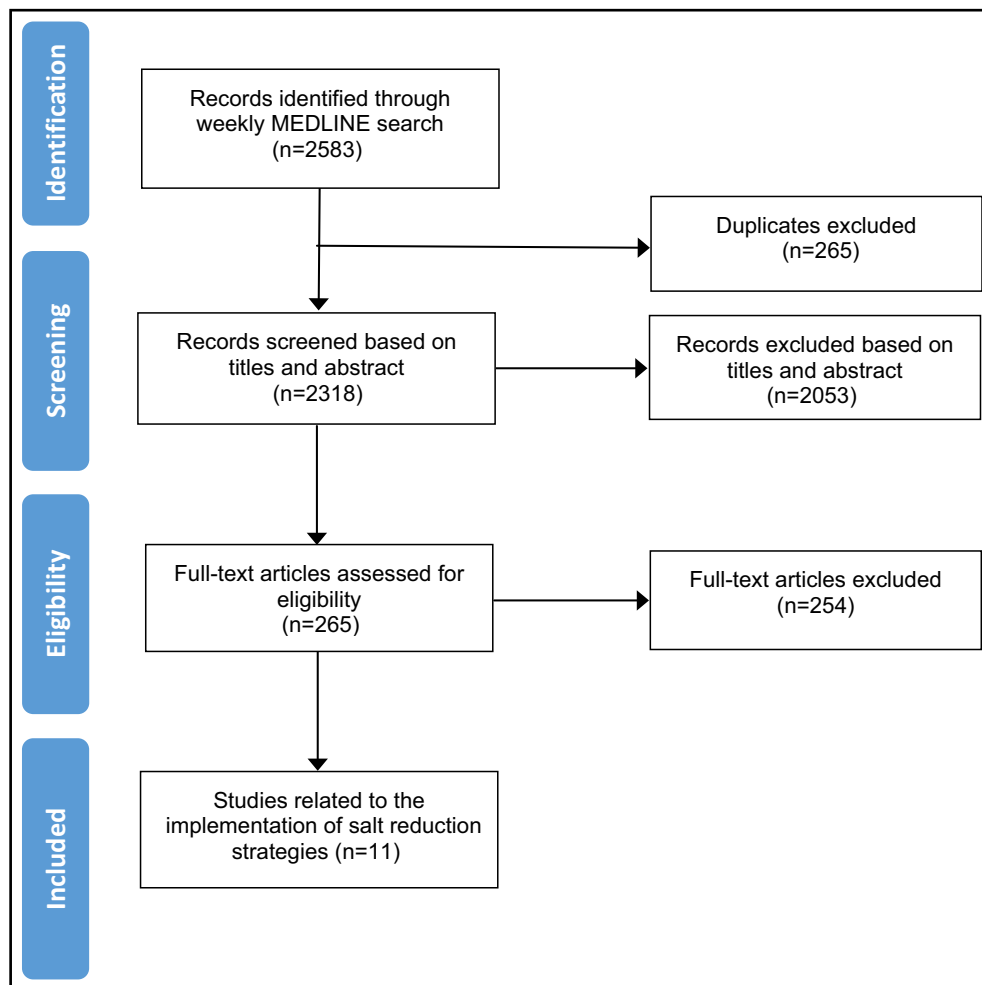 Identification
Records identified through
weekly MEDLINE search
(n=2583)
Duplicates excluded
(n=265)
Screening
Records screened based on
titles and abstract
(n=2318)
Records excluded based on
titles and abstract
(n=2053)
Eligibility
Full-text articles assessed for
eligibility
(n=265)
Full-text articles excluded
(n=254)
Included
Studies related to the
implementation of salt reduction
strategies (n=11)